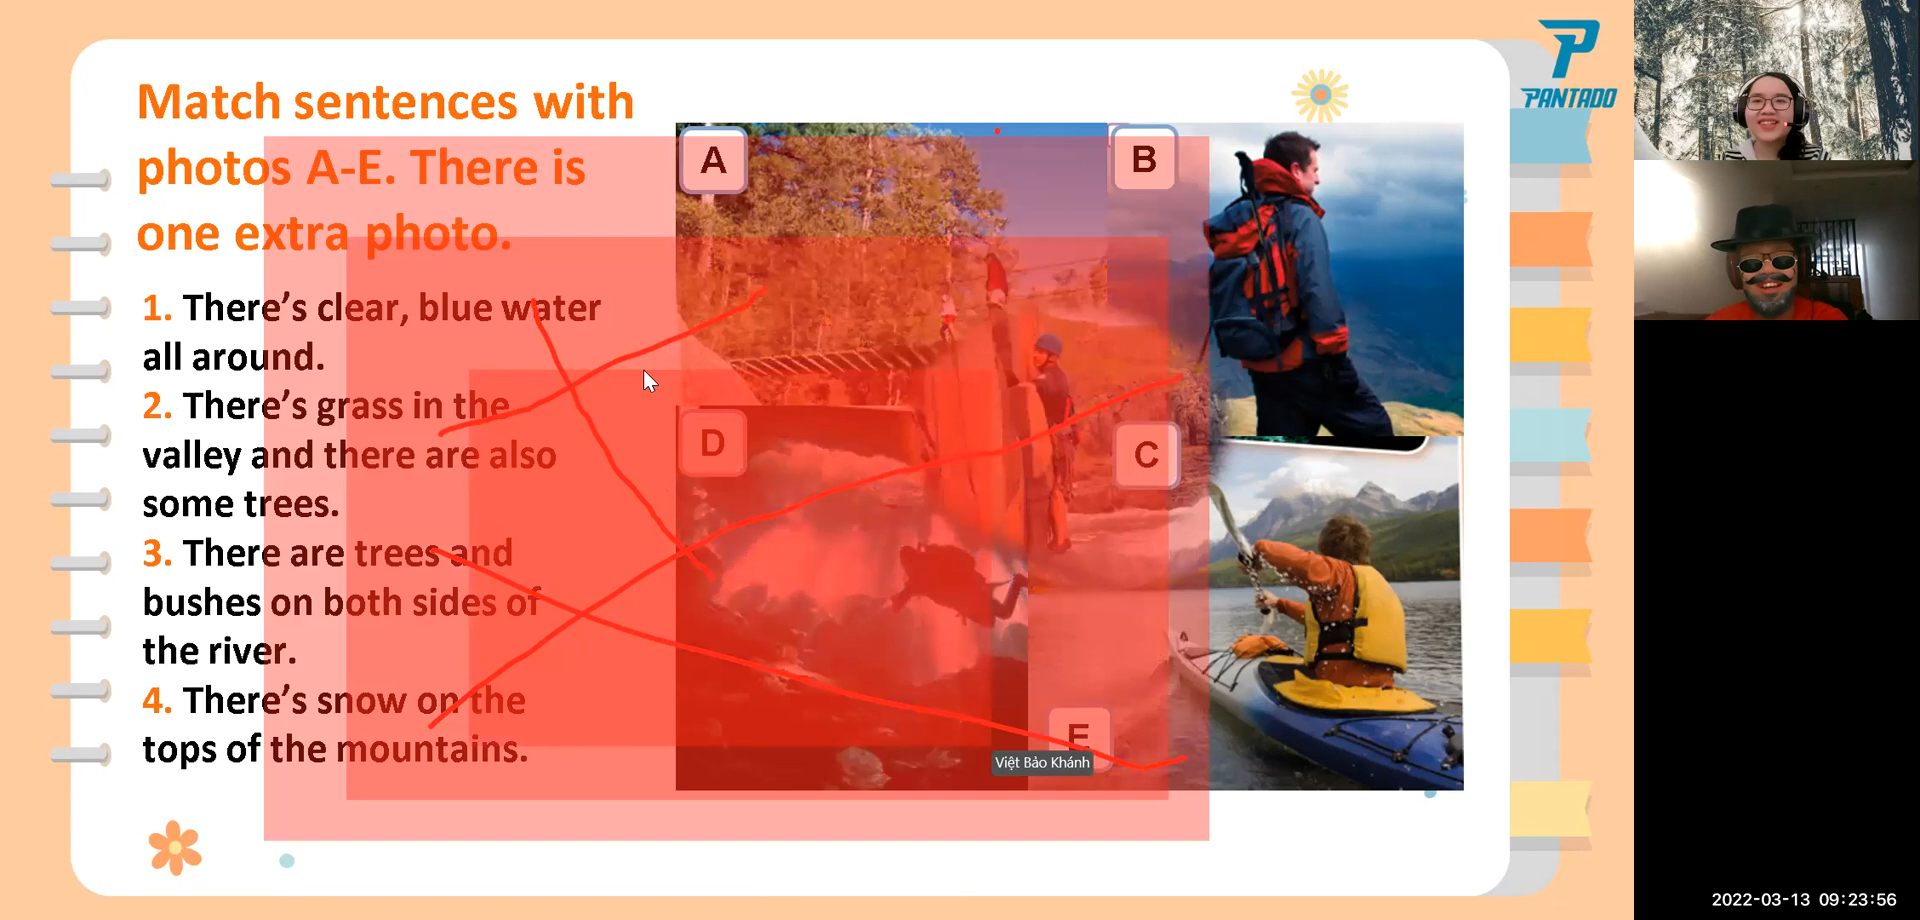 Match sentences with
photos A-E. There is
one extra photo.
1. There's clear, blue water
all around.
2. There's grass in the
valley and there are also
some trees.
3. There are trees and
bushes on both sides of
the river.
4. There's snow on the
tops of the mountains.
A
B
D
C
E
Việt Bảo Khánh
PANTADO
2022-03-13 09:23:56